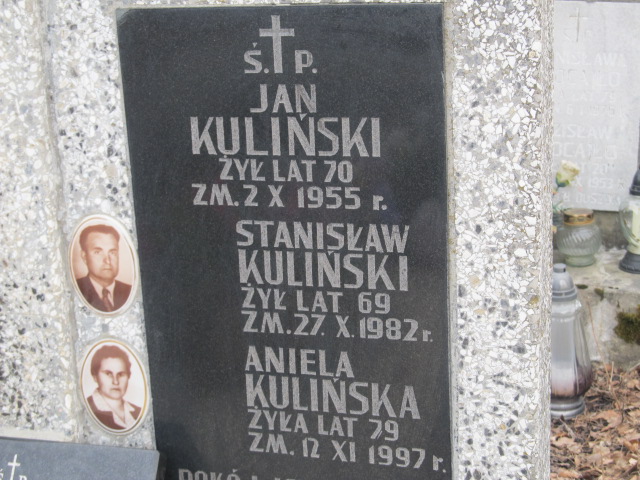 Ś. P.
JAN
KULIŃSKI
ŻYŁ LAT 70
ZM. 2 X 1955 r.
STANISŁAW
KULIŃSKI
ŻYŁ LAT 69
ZM. 27. X. 1982 r.
ANIELA
KULIŃSKA
ŻYŁA LAT 79
ZM. 12 XI 1997 r.